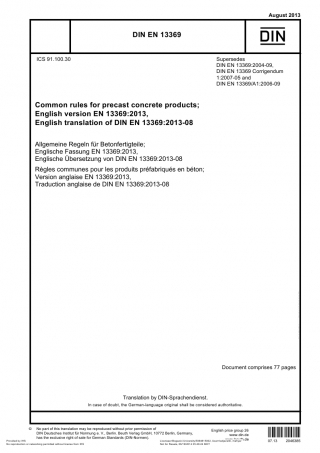 August 2013
DIN EN 13369
DIN
ICS 91.100.30
Supersedes
DIN EN 13369:2004-09,
DIN EN 13369 Corrigendum
1:2007-05 and
DIN EN 13369/A1:2006-09
Common rules for precast concrete products;
English version EN 13369:2013,
English translation of DIN EN 13369:2013-08
Allgemeine Regeln für Betonfertigteile;
Englische Fassung EN 13369:2013,
Englische Übersetzung von DIN EN 13369:2013-08
Règles communes pour les produits préfabriqués en béton;
Version anglaise EN 13369:2013,
Traduction anglaise de DIN EN 13369:2013-08
Document comprises 77 pages
Translation by DIN-Sprachendienst.
In case of doubt, the German-language original shall be considered authoritative.
© No part of this translation may be reproduced without prior permission of
DIN Deutsches Institut für Normung e. V., Berlin. Beuth Verlag GmbH, 10772 Berlin, Germany,
has the exclusive right of sale for German Standards (DIN-Normen).
English price group 26
www.din.de
07.13